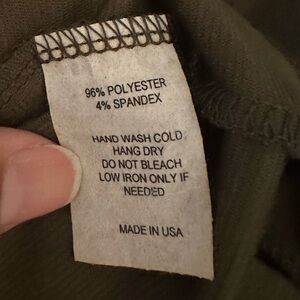 96% POLYESTER
4% SPANDEX
HAND WASH COLD
HANG DRY
DO NOT BLEACH
LOW IRON ONLY IF
NEEDED
MADE IN USA